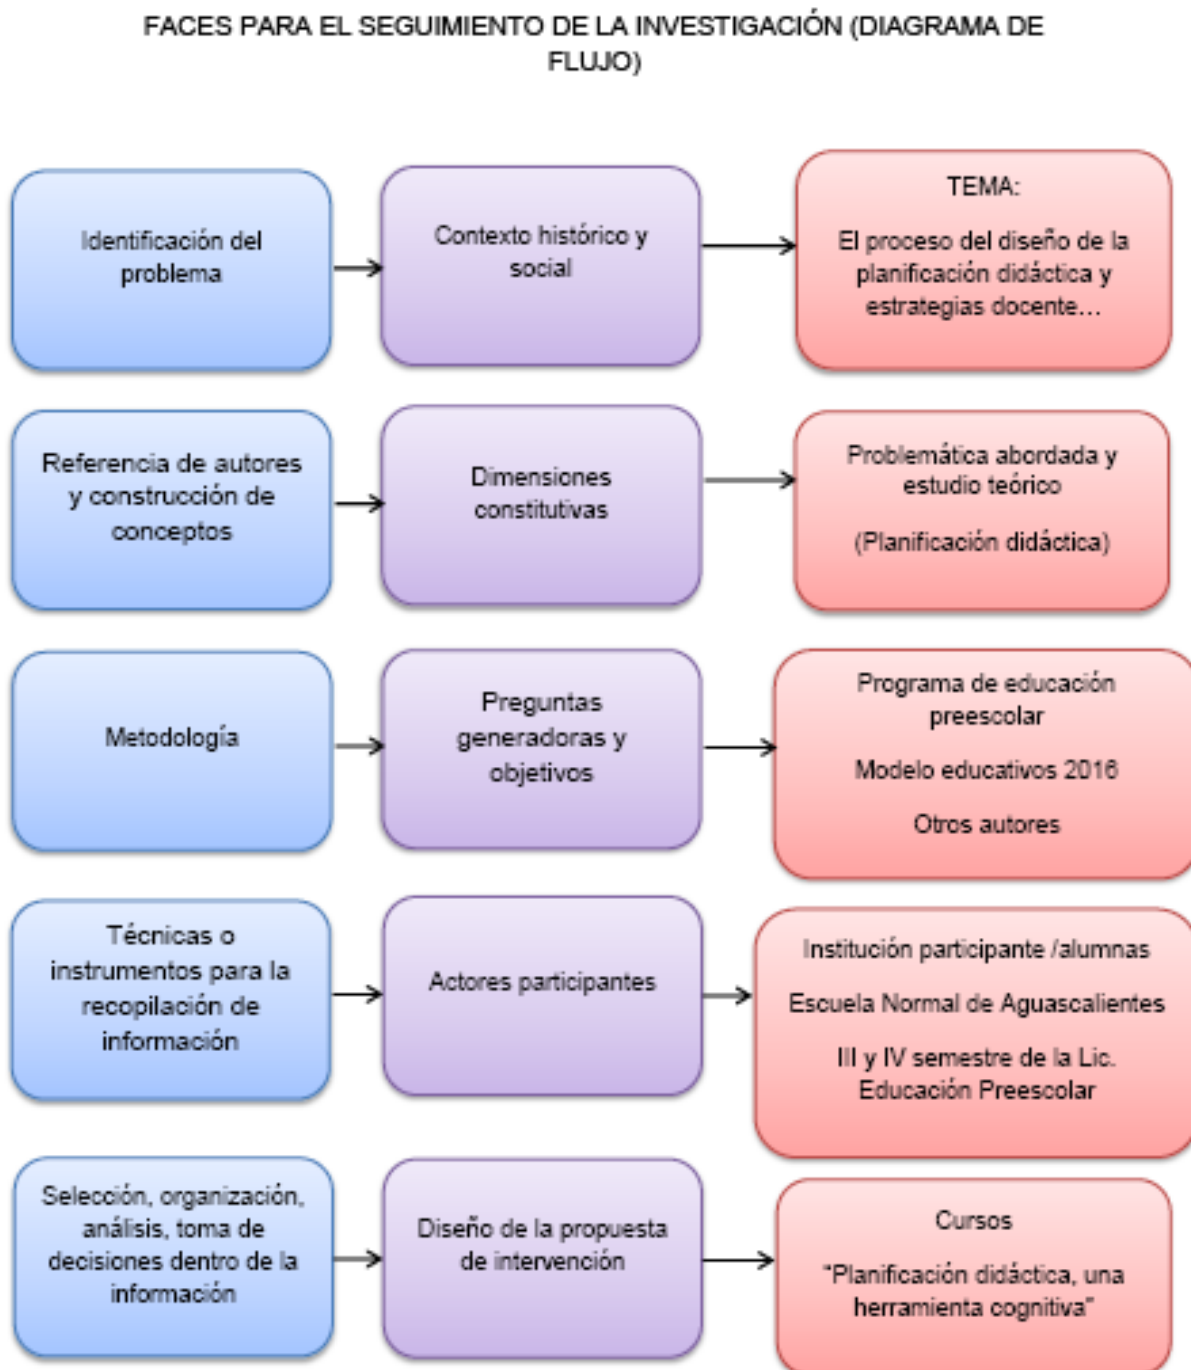 FACES PARA EL SEGUIMIENTO DE LA INVESTIGACIÓN (DIAGRAMA DE
FLUJO)
Identificación del
problema
Contexto histórico y
social
TEMA:
El proceso del diseño de la
planificación didáctica y
estrategias docente...
Referencia de autores
y construcción de
conceptos
Dimensiones
constitutivas
Problemática abordada y
estudio teórico
(Planificación didáctica)
Metodología
Preguntas
generadoras y
objetivos
Programa de educación
preescolar
Modelo educativos 2016
Otros autores
Técnicas o
instrumentos para la
recopilación de
información
Actores participantes
Institución participante /alumnas
Escuela Normal de Aguascalientes
III y IV semestre de la Lic.
Educación Preescolar
Selección, organización,
análisis, toma de
decisiones dentro de la
información
Diseño de la propuesta
de intervención
Cursos
"Planificación didáctica, una
herramienta cognitiva"